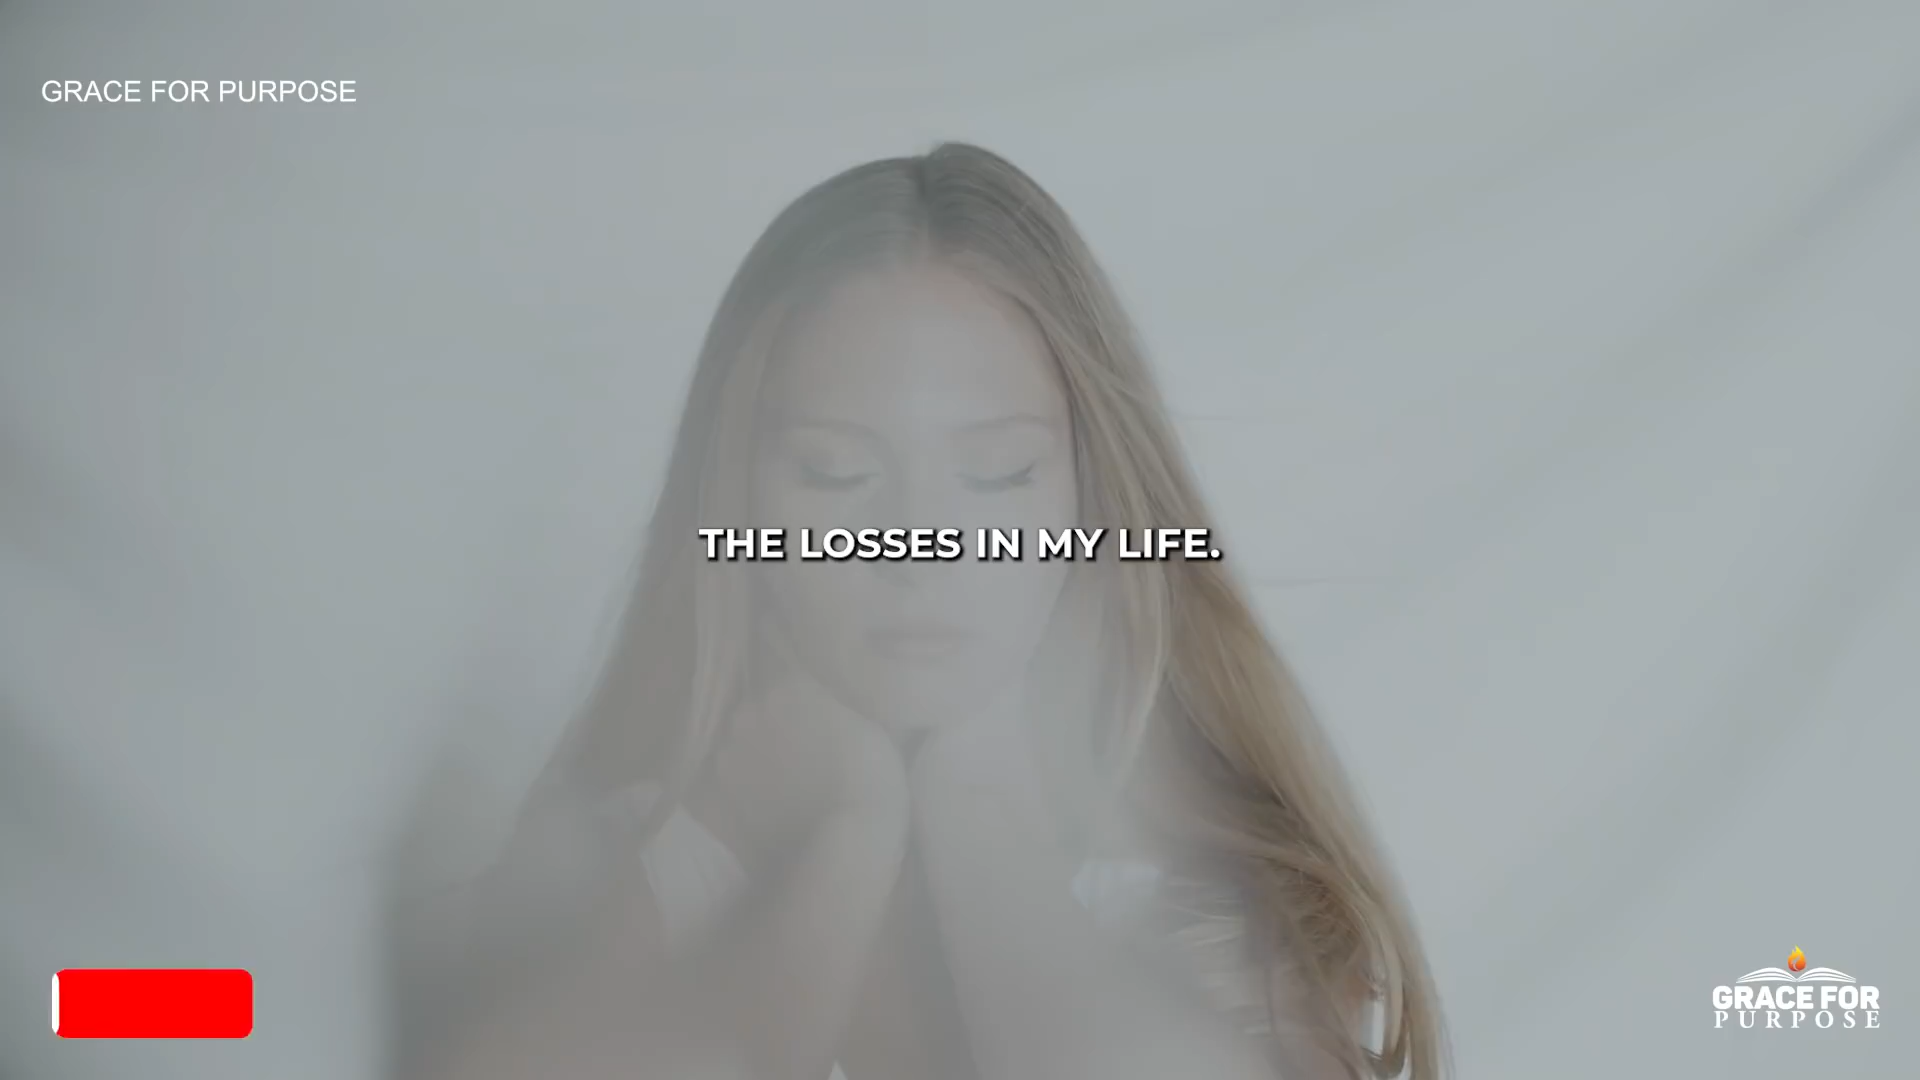 GRACE FOR PURPOSE
THE LOSSES IN MY LIFE.
GRACE FOR
PURPOSE